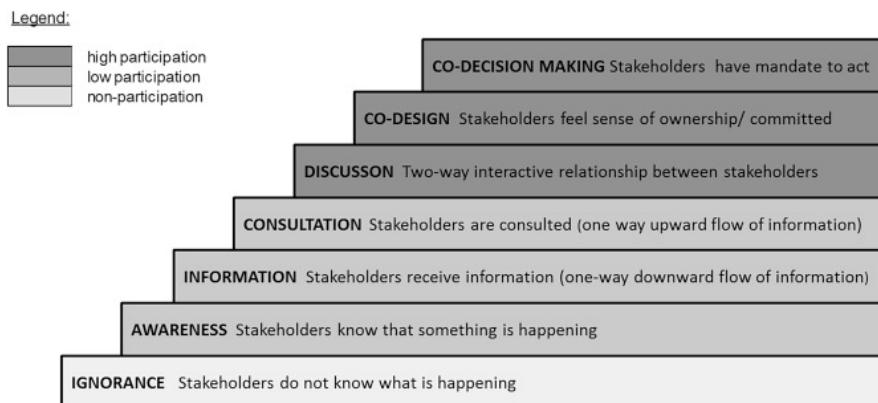 Legend:
high participation
low participation
non-participation
CO-DECISION MAKING Stakeholders have mandate to act
CO-DESIGN Stakeholders feel sense of ownership/ committed
DISCUSSON Two-way interactive relationship between stakeholders
CONSULTATION Stakeholders are consulted (one way upward flow of information)
INFORMATION Stakeholders receive information (one-way downward flow of information)
AWARENESS Stakeholders know that something is happening
IGNORANCE Stakeholders do not know what is happening